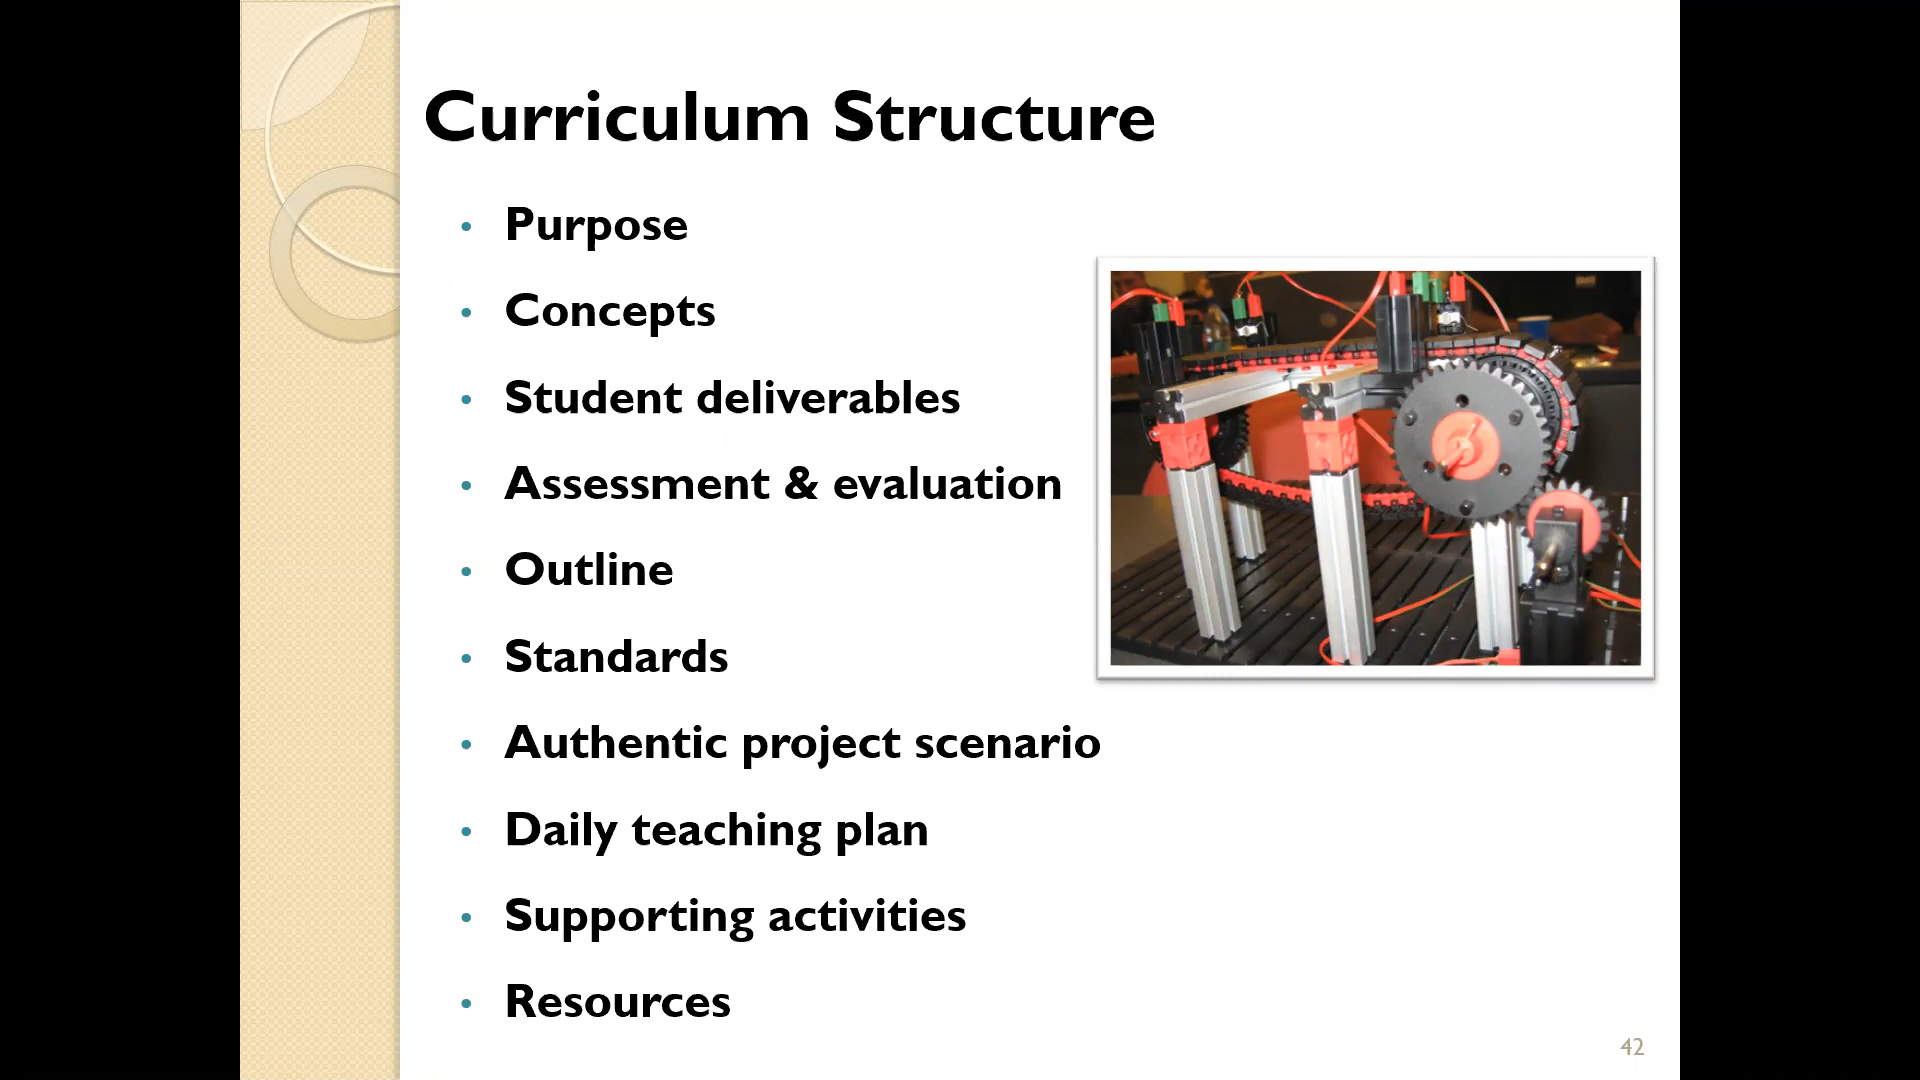 Curriculum Structure
• Purpose
• Concepts
• Student deliverables
• Assessment & evaluation
• Outline
• Standards
• Authentic project scenario
• Daily teaching plan
• Supporting activities
• Resources
42